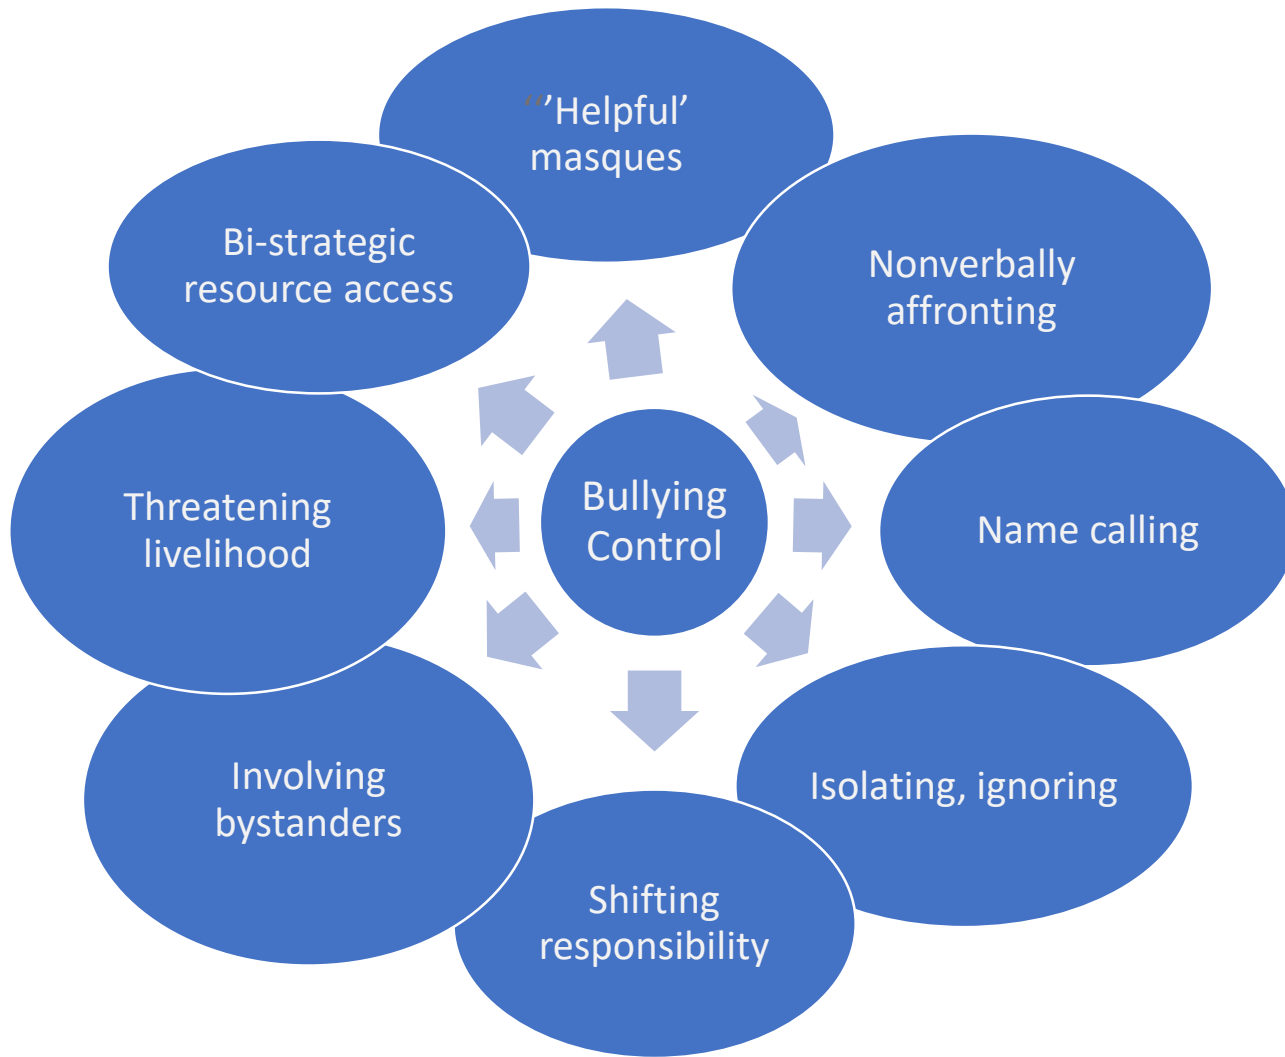 “’Helpful’
masques
Nonverbally
affronting
Name calling
Isolating, ignoring
Shifting
responsibility
Involving
bystanders
Threatening
livelihood
Bi-strategic
resource access
Bullying
Control